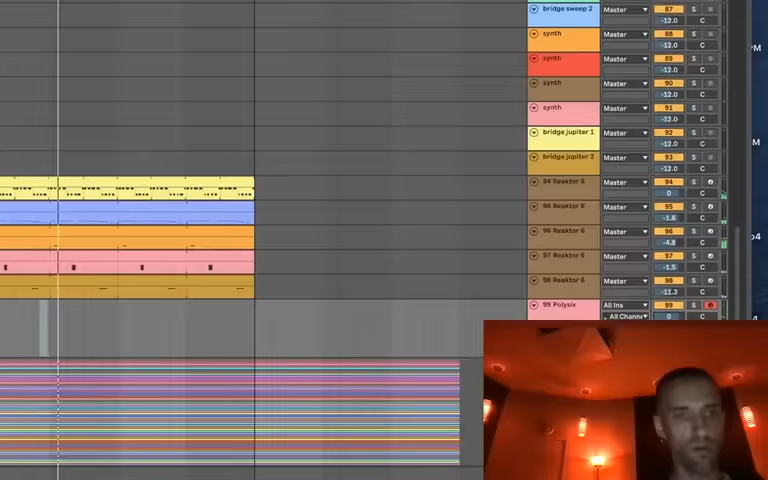 bridge sweep 2 Master 87 S
-12.0 C
synth Master 88 S
-12.0 C
synth Master 89 S
-12.0 C
synth Master 90 S
-12.0 C
synth Master 91 S
-12.0 C
bridge jupiter 1 Master 92 S
-12.0 C
bridge jupiter 2 Master 93 S
-12.0 C
94 Reaktor 6 Master 94 S
0 C
95 Reaktor 6 Master 95 S
-1.6 C
96 Reaktor 6 Master 96 S
-4.8 C
97 Reaktor 6 Master 97 S
-1.5 C
98 Reaktor 6 Master 98 S
-11.3 C
99 Polysix All Ins 99 S
All Channe 0 C